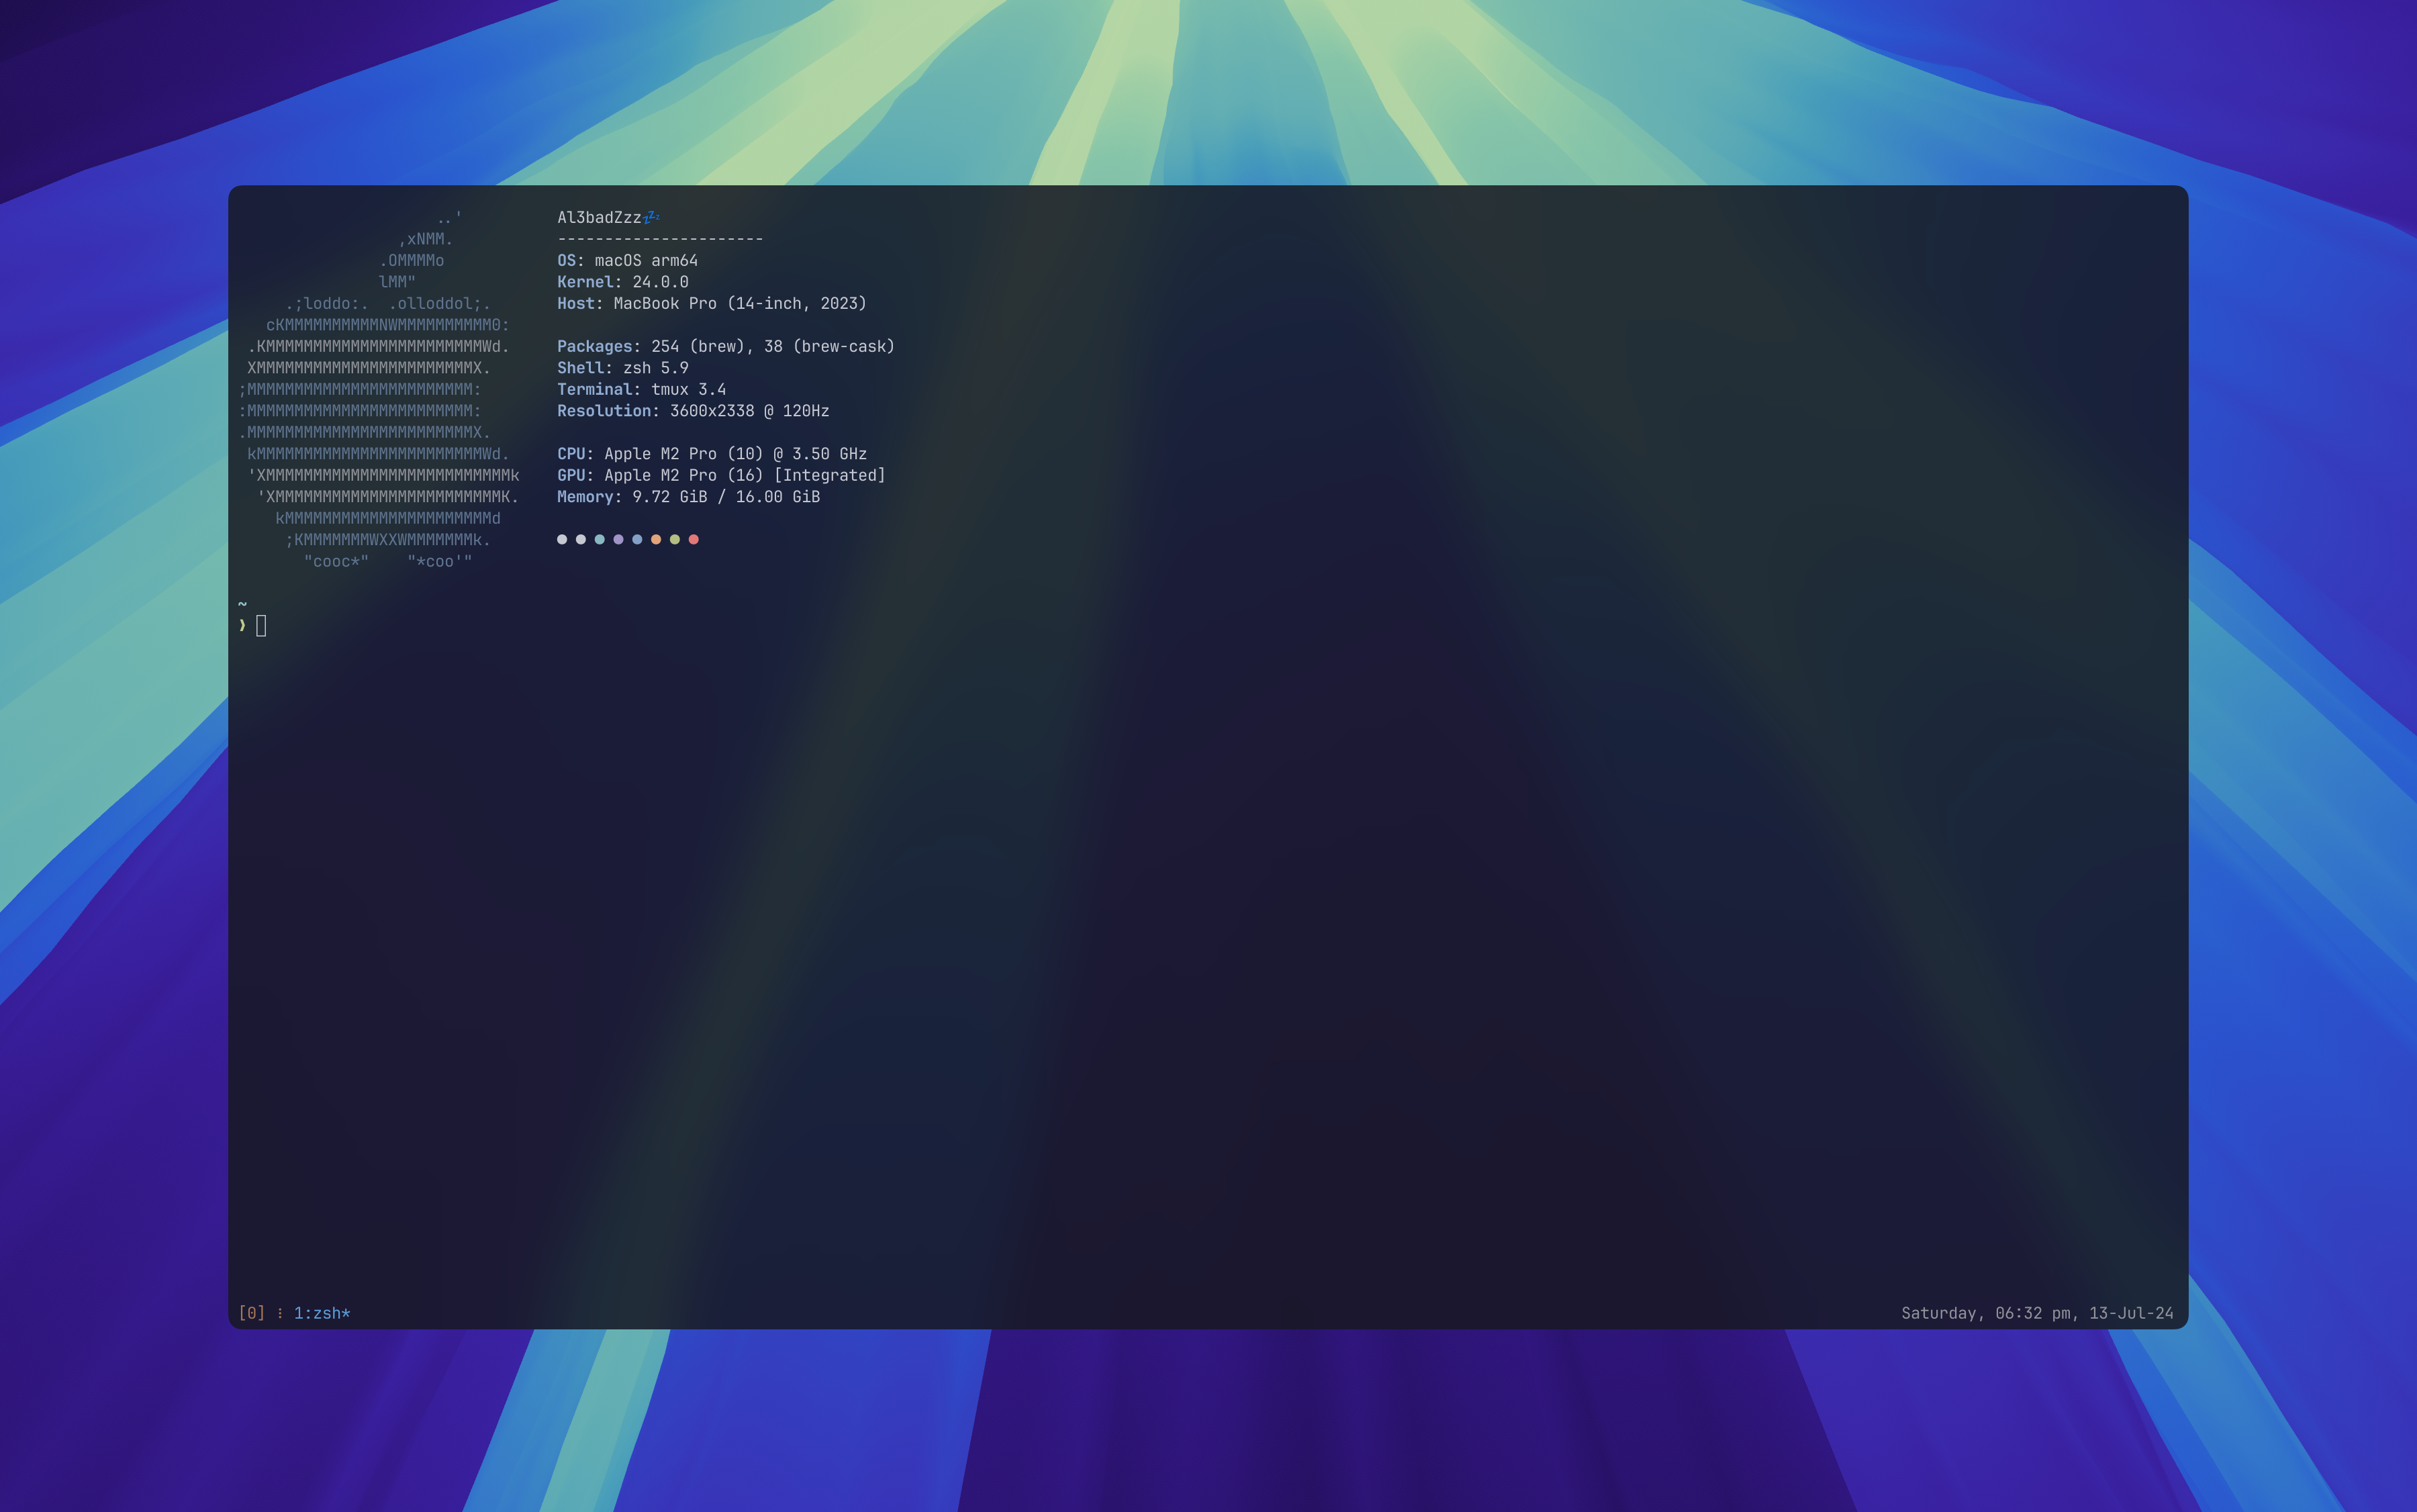 ..'
,xNMM.
.OMMMMo
lMM"
.;loddo:.  .olloddol;.
cKMMMMMMMMMMNWMMMMMMMMMM0:
.KMMMMMMMMMMMMMMMMMMMMMMMWd.
XMMMMMMMMMMMMMMMMMMMMMMMX.
;MMMMMMMMMMMMMMMMMMMMMMMM:
:MMMMMMMMMMMMMMMMMMMMMMMM:
.MMMMMMMMMMMMMMMMMMMMMMMMX.
kMMMMMMMMMMMMMMMMMMMMMMMMWd.
'XMMMMMMMMMMMMMMMMMMMMMMMMMMk
'XMMMMMMMMMMMMMMMMMMMMMMMMK.
kMMMMMMMMMMMMMMMMMMMMMMd
;KMMMMMMMWXXWMMMMMMMk.
"cooc*"    "*coo'"
Al3badZzz💤
----------------------
OS: macOS arm64
Kernel: 24.0.0
Host: MacBook Pro (14-inch, 2023)
Packages: 254 (brew), 38 (brew-cask)
Shell: zsh 5.9
Terminal: tmux 3.4
Resolution: 3600x2338 @ 120Hz
CPU: Apple M2 Pro (10) @ 3.50 GHz
GPU: Apple M2 Pro (16) [Integrated]
Memory: 9.72 GiB / 16.00 GiB
~
❯
[0] ⁝ 1:zsh*
Saturday, 06:32 pm, 13-Jul-24